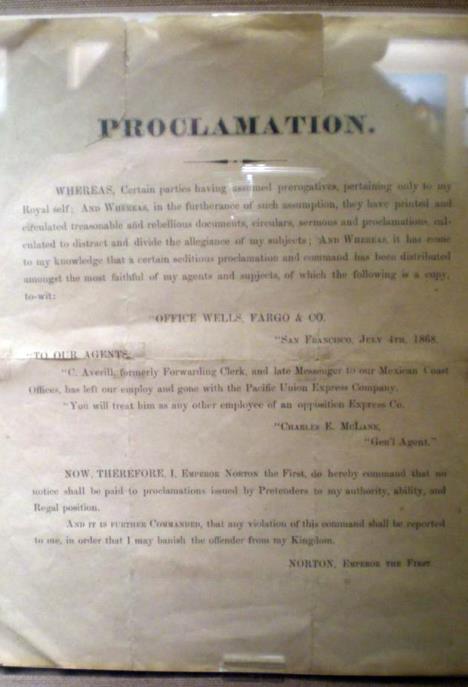 PROCLAMATION.
WHEREAS, Certain parties having assumed prerogatives, pertaining only to my
Royal self; AND WHEREAS, in the furtherance of such assumption, they have printed and
circulated treasonable and rebellious documents, circulars, sermons and proclamations, cal-
culated to distract and divide the allegiance of my subjects; AND WHEREAS, it has come
to my knowledge that a certain seditious proclamation and command has been distributed
amongst the most faithful of my agents and supjects, of which the following is a copy,
to-wit:
"OFFICE WELLS, FARGO & CO.
"SAN FRANCISCO, JULY 4TH, 1868.
"TO OUR AGENTS:
"C. Averill, formerly Forwarding Clerk, and late Messenger to our Mexican Coast
Offices, has left our employ and gone with the Pacific Union Express Company.
"You will treat him as any other employee of an opposition Express Co.
"CHARLES E. MCLANE,
"Gen'l Agent."
NOW, THEREFORE, I, EMPEROR NORTON the First, do hereby command that no
notice shall be paid to proclamations issued by Pretenders to my authority, ability, and
Regal position.
AND IT IS FURTHER COMMANDED, that any violation of this command shall be reported
to me, in order that I may banish the offender from my Kingdom.
NORTON, EMPEROR THE FIRST